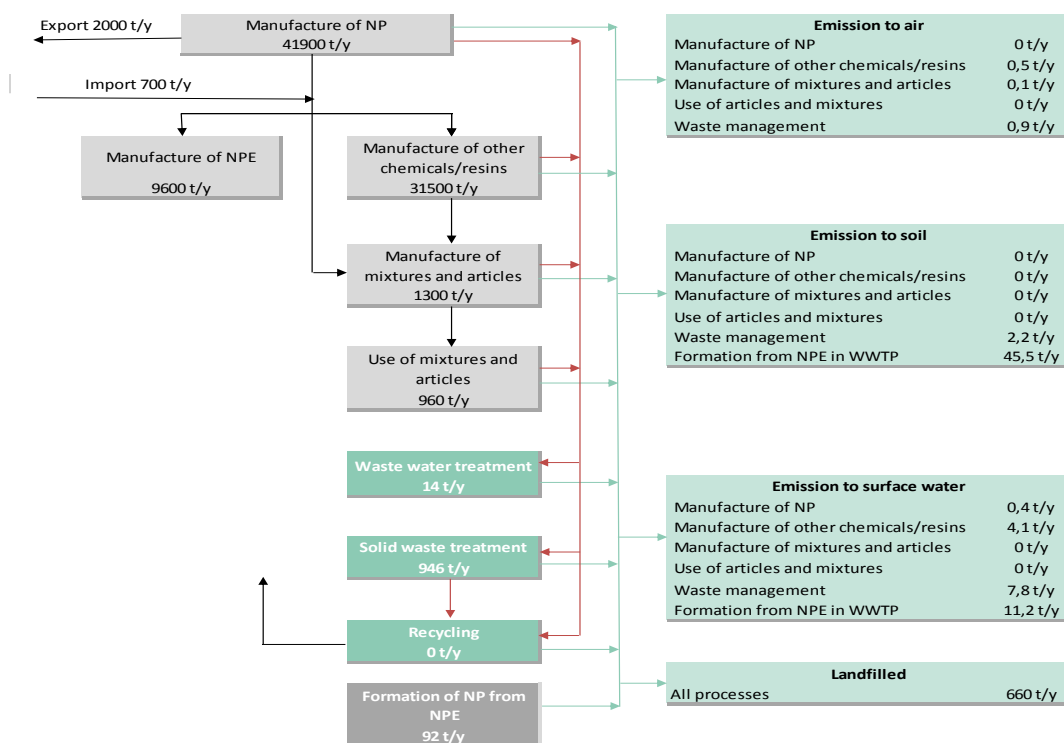 Export 2000 t/y
Manufacture of NP
41900 t/y
Import 700 t/y
Manufacture of NPE
9600 t/y
Manufacture of other
chemicals/resins
31500 t/y
Manufacture of
mixtures and articles
1300 t/y
Use of mixtures and
articles
960 t/y
Waste water treatment
14 t/y
Solid waste treatment
946 t/y
Recycling
0 t/y
Formation of NP from
NPE
92 t/y
Emission to air
Manufacture of NP 0 t/y
Manufacture of other chemicals/resins 0,5 t/y
Manufacture of mixtures and articles 0,1 t/y
Use of articles and mixtures 0 t/y
Waste management 0,9 t/y
Emission to soil
Manufacture of NP 0 t/y
Manufacture of other chemicals/resins 0 t/y
Manufacture of mixtures and articles 0 t/y
Use of articles and mixtures 0 t/y
Waste management 2,2 t/y
Formation from NPE in WWTP 45,5 t/y
Emission to surface water
Manufacture of NP 0,4 t/y
Manufacture of other chemicals/resins 4,1 t/y
Manufacture of mixtures and articles 0 t/y
Use of articles and mixtures 0 t/y
Waste management 7,8 t/y
Formation from NPE in WWTP 11,2 t/y
Landfilled
All processes 660 t/y